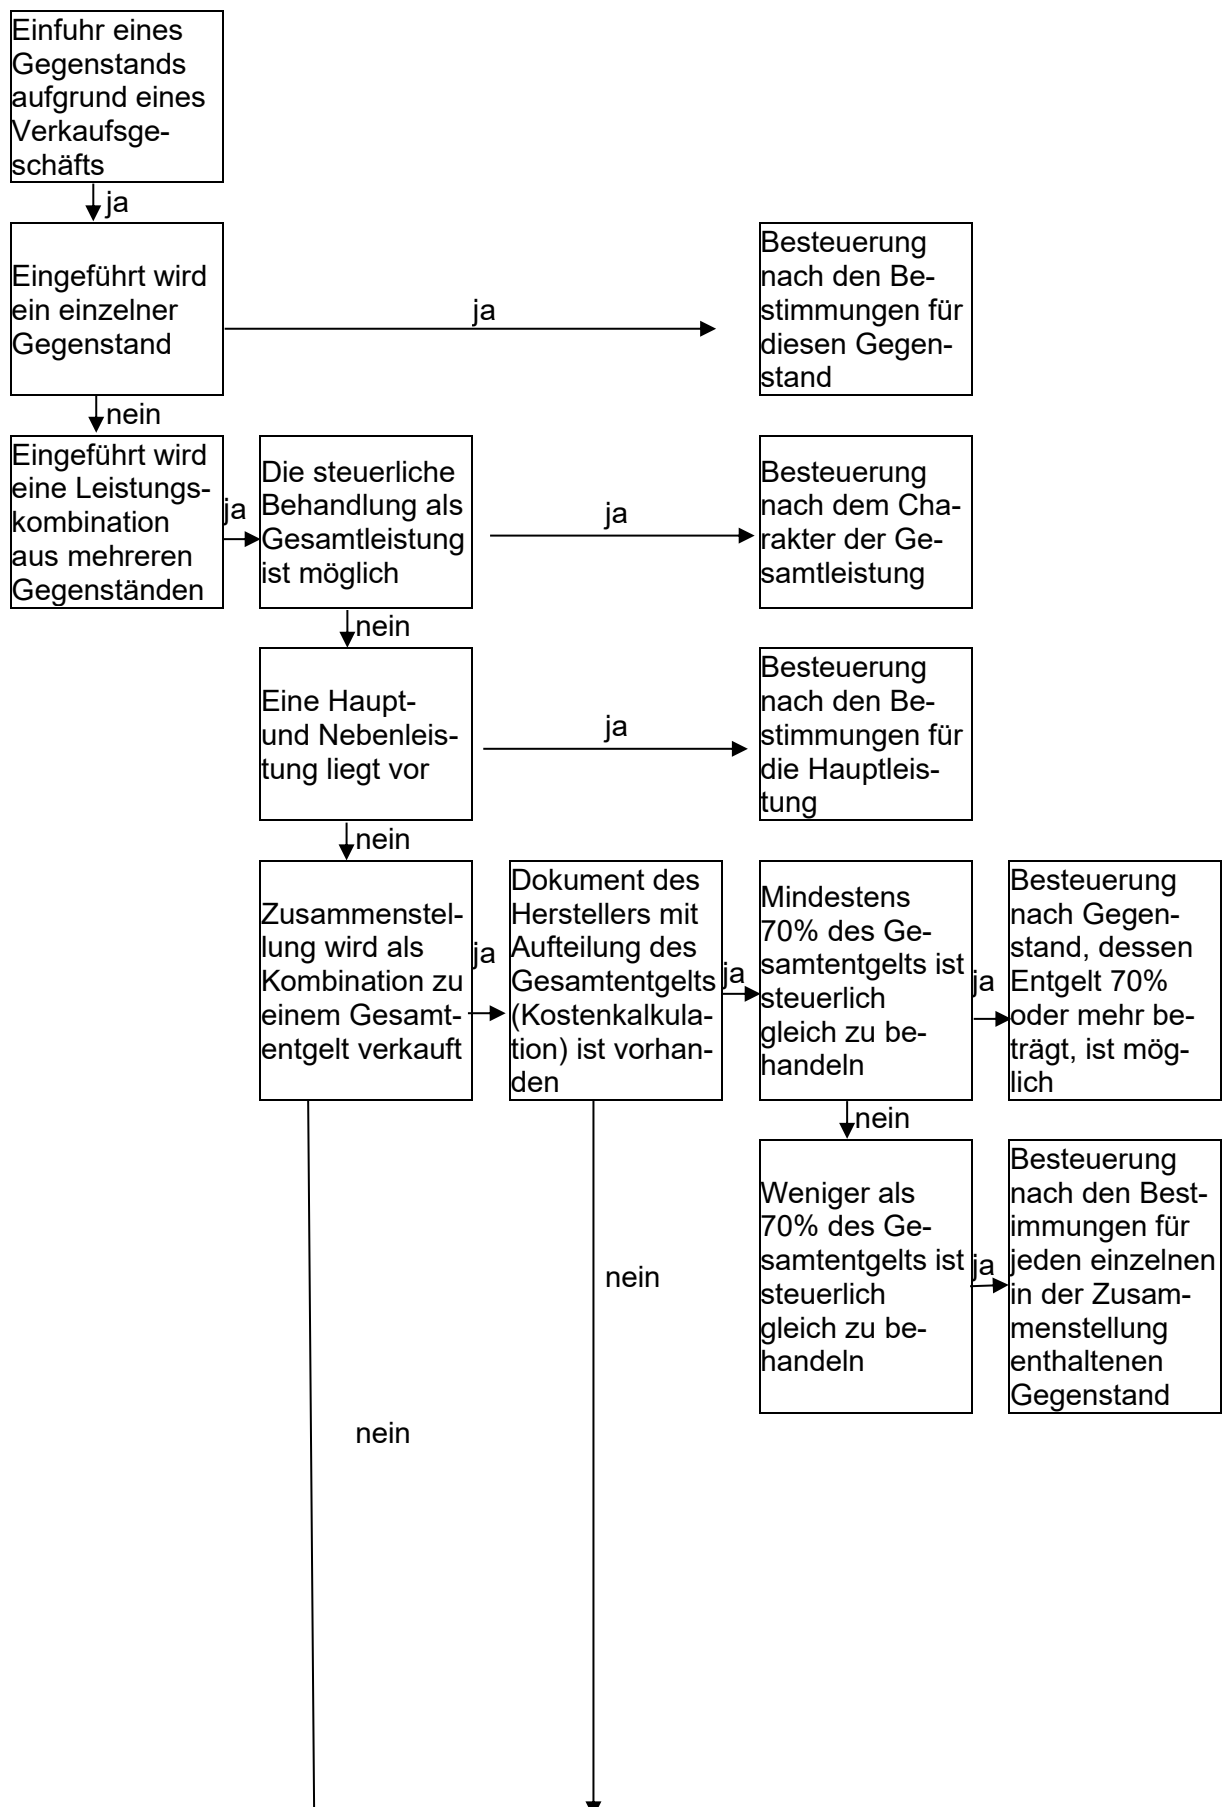 Einfuhr eines
Gegenstands
aufgrund eines
Verkaufsge-
schäfts
ja
Eingeführt wird
ein einzelner
Gegenstand
ja
Besteuerung
nach den Be-
stimmungen für
diesen Gegen-
stand
nein
Eingeführt wird
eine Leistungs-
kombination
aus mehreren
Gegenständen
ja
Die steuerliche
Behandlung als
Gesamtleistung
ist möglich
ja
Besteuerung
nach dem Cha-
rakter der Ge-
samtleistung
nein
Eine Haupt-
und Nebenleis-
tung liegt vor
ja
Besteuerung
nach den Be-
stimmungen für
die Hauptleis-
tung
nein
Zusammenstel-
lung wird als
Kombination zu
einem Gesamt-
entgelt verkauft
ja
Dokument des
Herstellers mit
Aufteilung des
Gesamtentgelts
(Kostenkalkula-
tion) ist vorhan-
den
ja
Mindestens
70% des Ge-
samtentgelts ist
steuerlich
gleich zu be-
handeln
ja
Besteuerung
nach Gegen-
stand, dessen
Entgelt 70%
oder mehr be-
trägt, ist mög-
lich
nein
Weniger als
70% des Ge-
samtentgelts ist
steuerlich
gleich zu be-
handeln
ja
Besteuerung
nach den Best-
immungen für
jeden einzelnen
in der Zusam-
menstellung
enthaltenen
Gegenstand
nein
nein